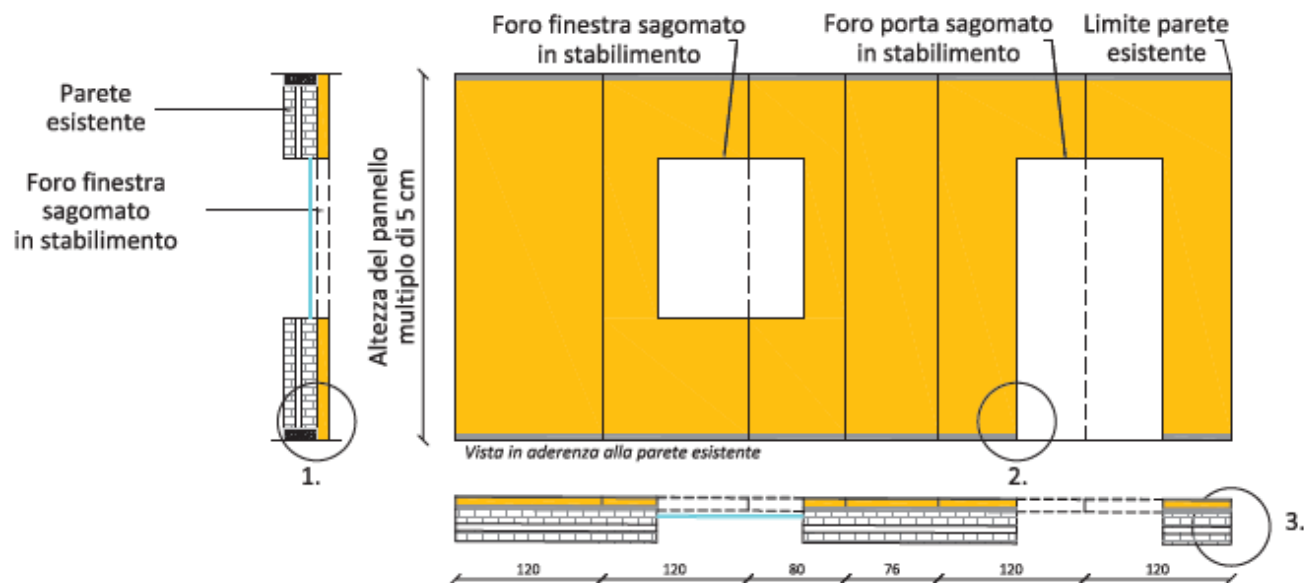 Foro finestra sagomato
in stabilimento
Foro porta sagomato
in stabilimento
Limite parete
esistente
Parete
esistente
Foro finestra
sagomato
in stabilimento
Altezza del pannello
multiplo di 5 cm
Vista in aderenza alla parete esistente
1.
2.
3.
120
120
80
76
120
120